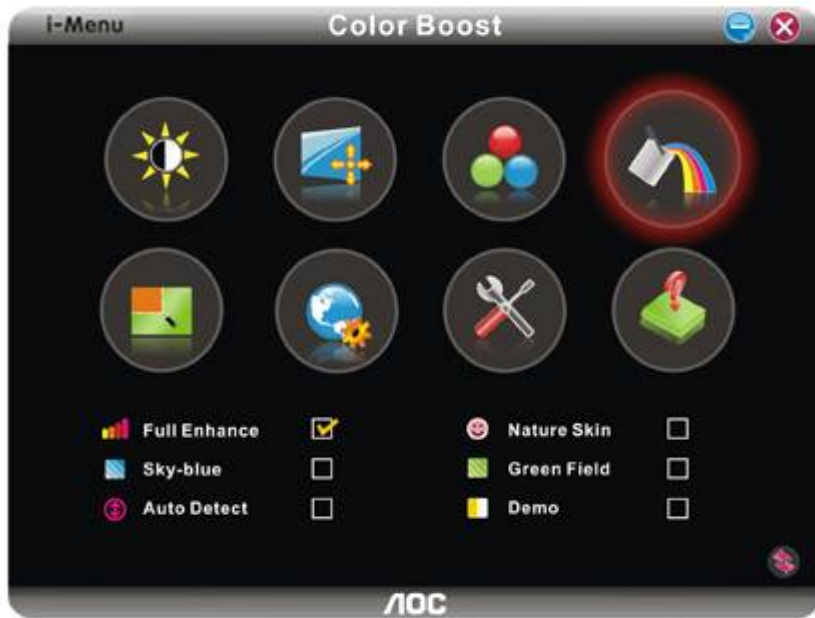 i-Menu
Color Boost
Full Enhance
Nature Skin
Sky-blue
Green Field
Auto Detect
Demo
AOC